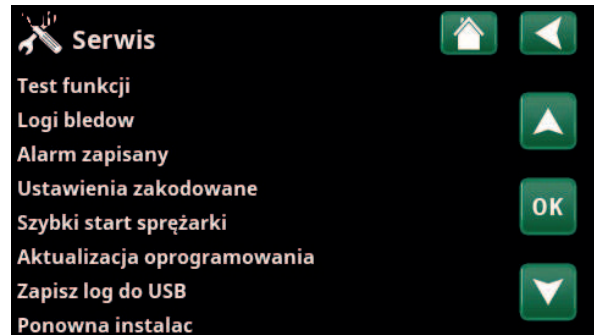 Serwis
Test funkcji
Logi bledow
Alarm zapisany
Ustawienia zakodowane
OK
Szybki start sprężarki
Aktualizacja oprogramowania
Zapisz log do USB
Ponowna instalac